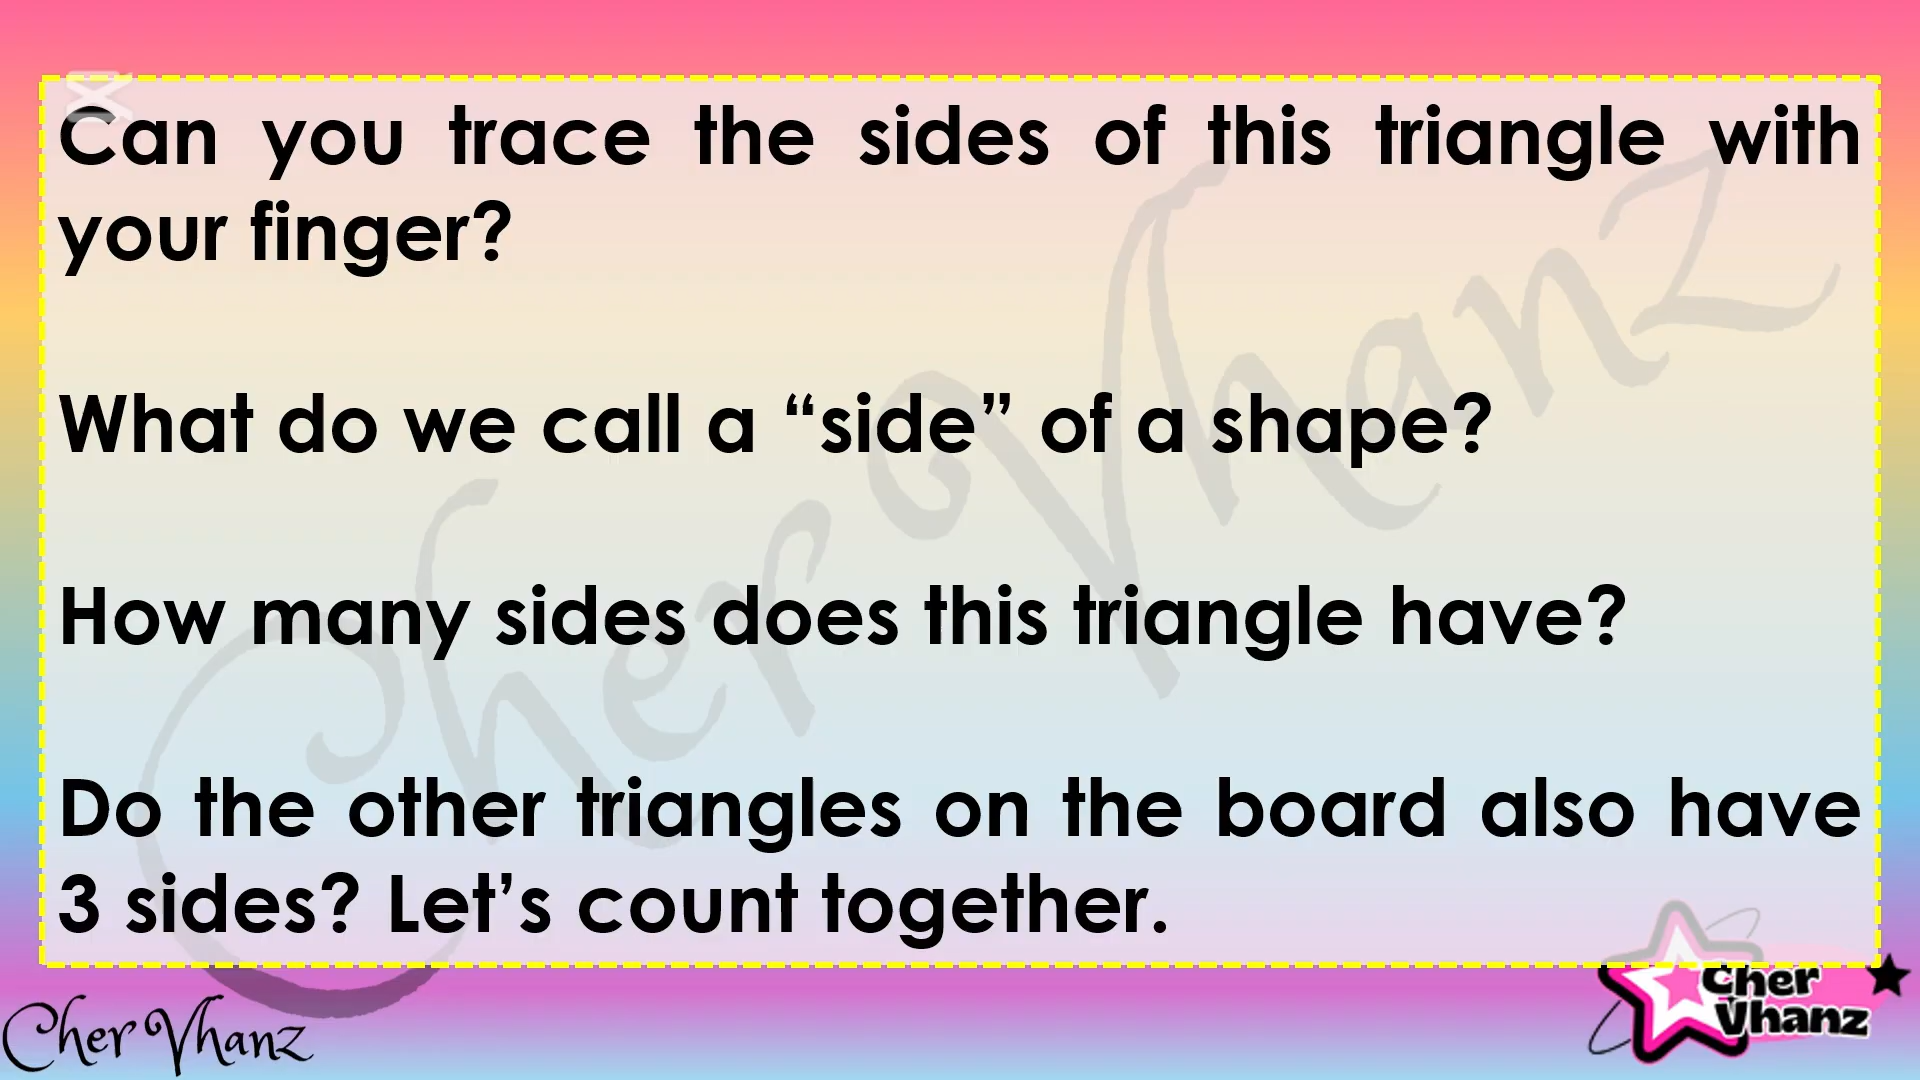 Can you trace the sides of this triangle with
your finger?
What do we call a “side” of a shape?
How many sides does this triangle have?
Do the other triangles on the board also have
3 sides? Let’s count together.
Cher Vhanz
Cher Vhanz
Cher
Vhanz